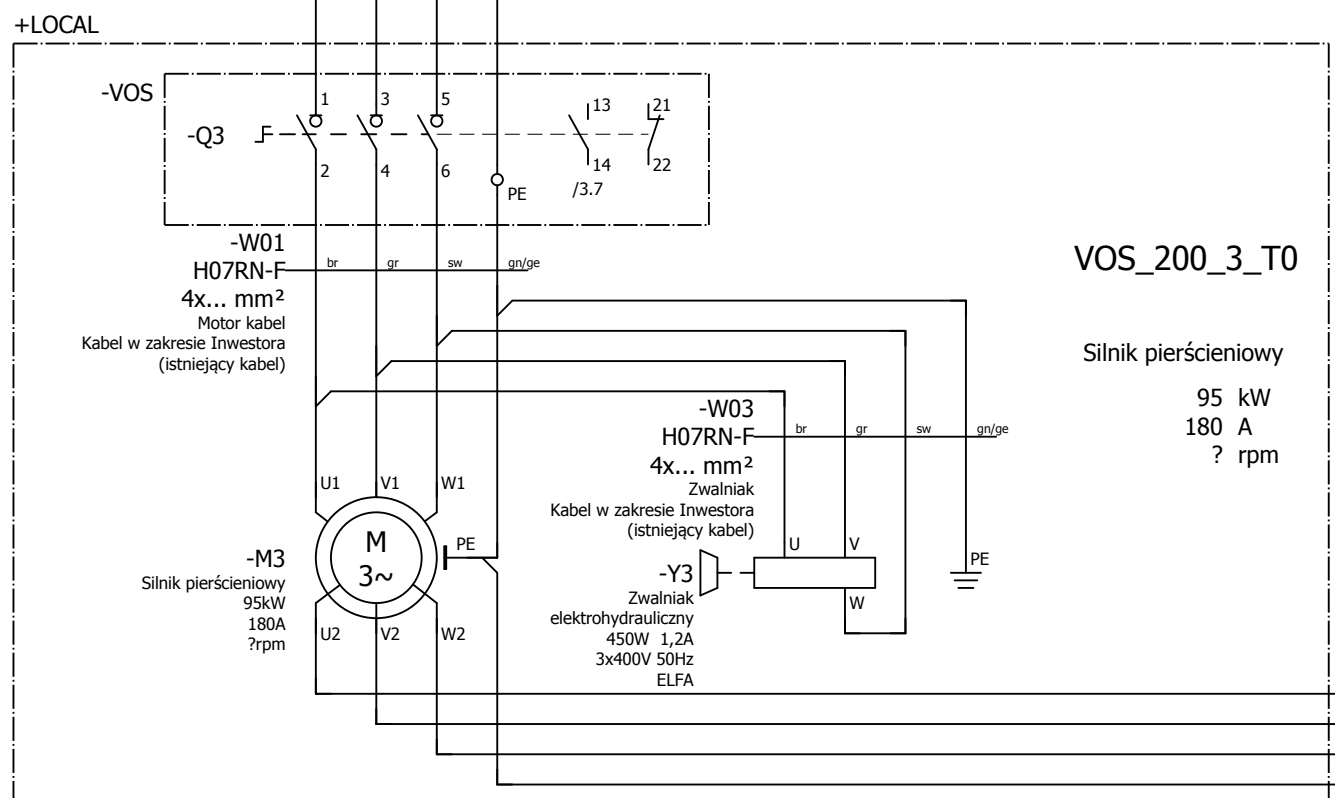 +LOCAL
-VOS
1
3
5
13
21
-Q3
2
4
6
14
22
PE
/3.7
-W01
H07RN-F
br
gr
sw
gn/ge
4x... mm²
Motor kabel
Kabel w zakresie Inwestora
(istniejący kabel)
VOS_200_3_T0
Silnik pierścieniowy
95 kW
180 A
? rpm
-W03
H07RN-F
br
gr
sw
gn/ge
4x... mm²
Zwalniak
Kabel w zakresie Inwestora
(istniejący kabel)
U1
V1
W1
M
3~
PE
-M3
Silnik pierścieniowy
95kW
180A
?rpm
U2
V2
W2
U
V
W
PE
-Y3
Zwalniak
elektrohydrauliczny
450W 1,2A
3x400V 50Hz
ELFA